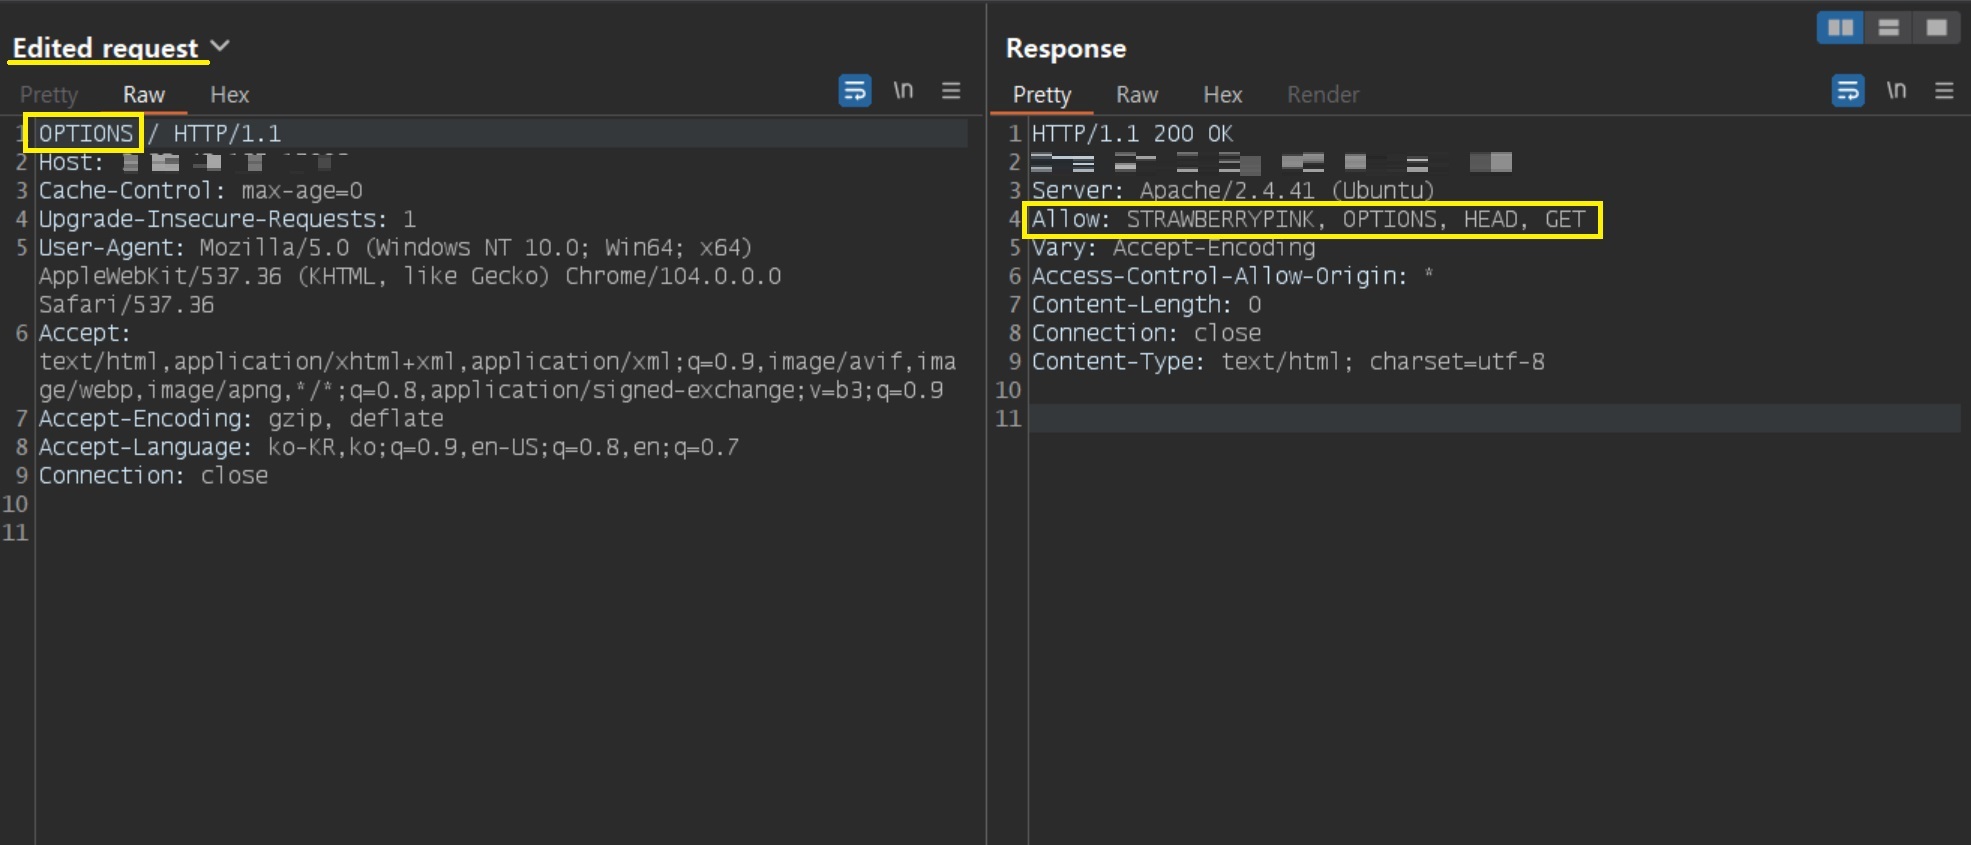 Edited request
Pretty Raw Hex \n
1 OPTIONS / HTTP/1.1
2 Host:
3 Cache-Control: max-age=0
4 Upgrade-Insecure-Requests: 1
5 User-Agent: Mozilla/5.0 (Windows NT 10.0; Win64; x64)
AppleWebKit/537.36 (KHTML, like Gecko) Chrome/104.0.0.0
Safari/537.36
6 Accept:
text/html,application/xhtml+xml,application/xml;q=0.9,image/avif,ima
ge/webp,image/apng,*/*;q=0.8,application/signed-exchange;v=b3;q=0.9
7 Accept-Encoding: gzip, deflate
8 Accept-Language: ko-KR,ko;q=0.9,en-US;q=0.8,en;q=0.7
9 Connection: close
10
11
Response
Pretty Raw Hex Render \n
1 HTTP/1.1 200 OK
2
3 Server: Apache/2.4.41 (Ubuntu)
4 Allow: STRAWBERRYPINK, OPTIONS, HEAD, GET
5 Vary: Accept-Encoding
6 Access-Control-Allow-Origin: *
7 Content-Length: 0
8 Connection: close
9 Content-Type: text/html; charset=utf-8
10
11